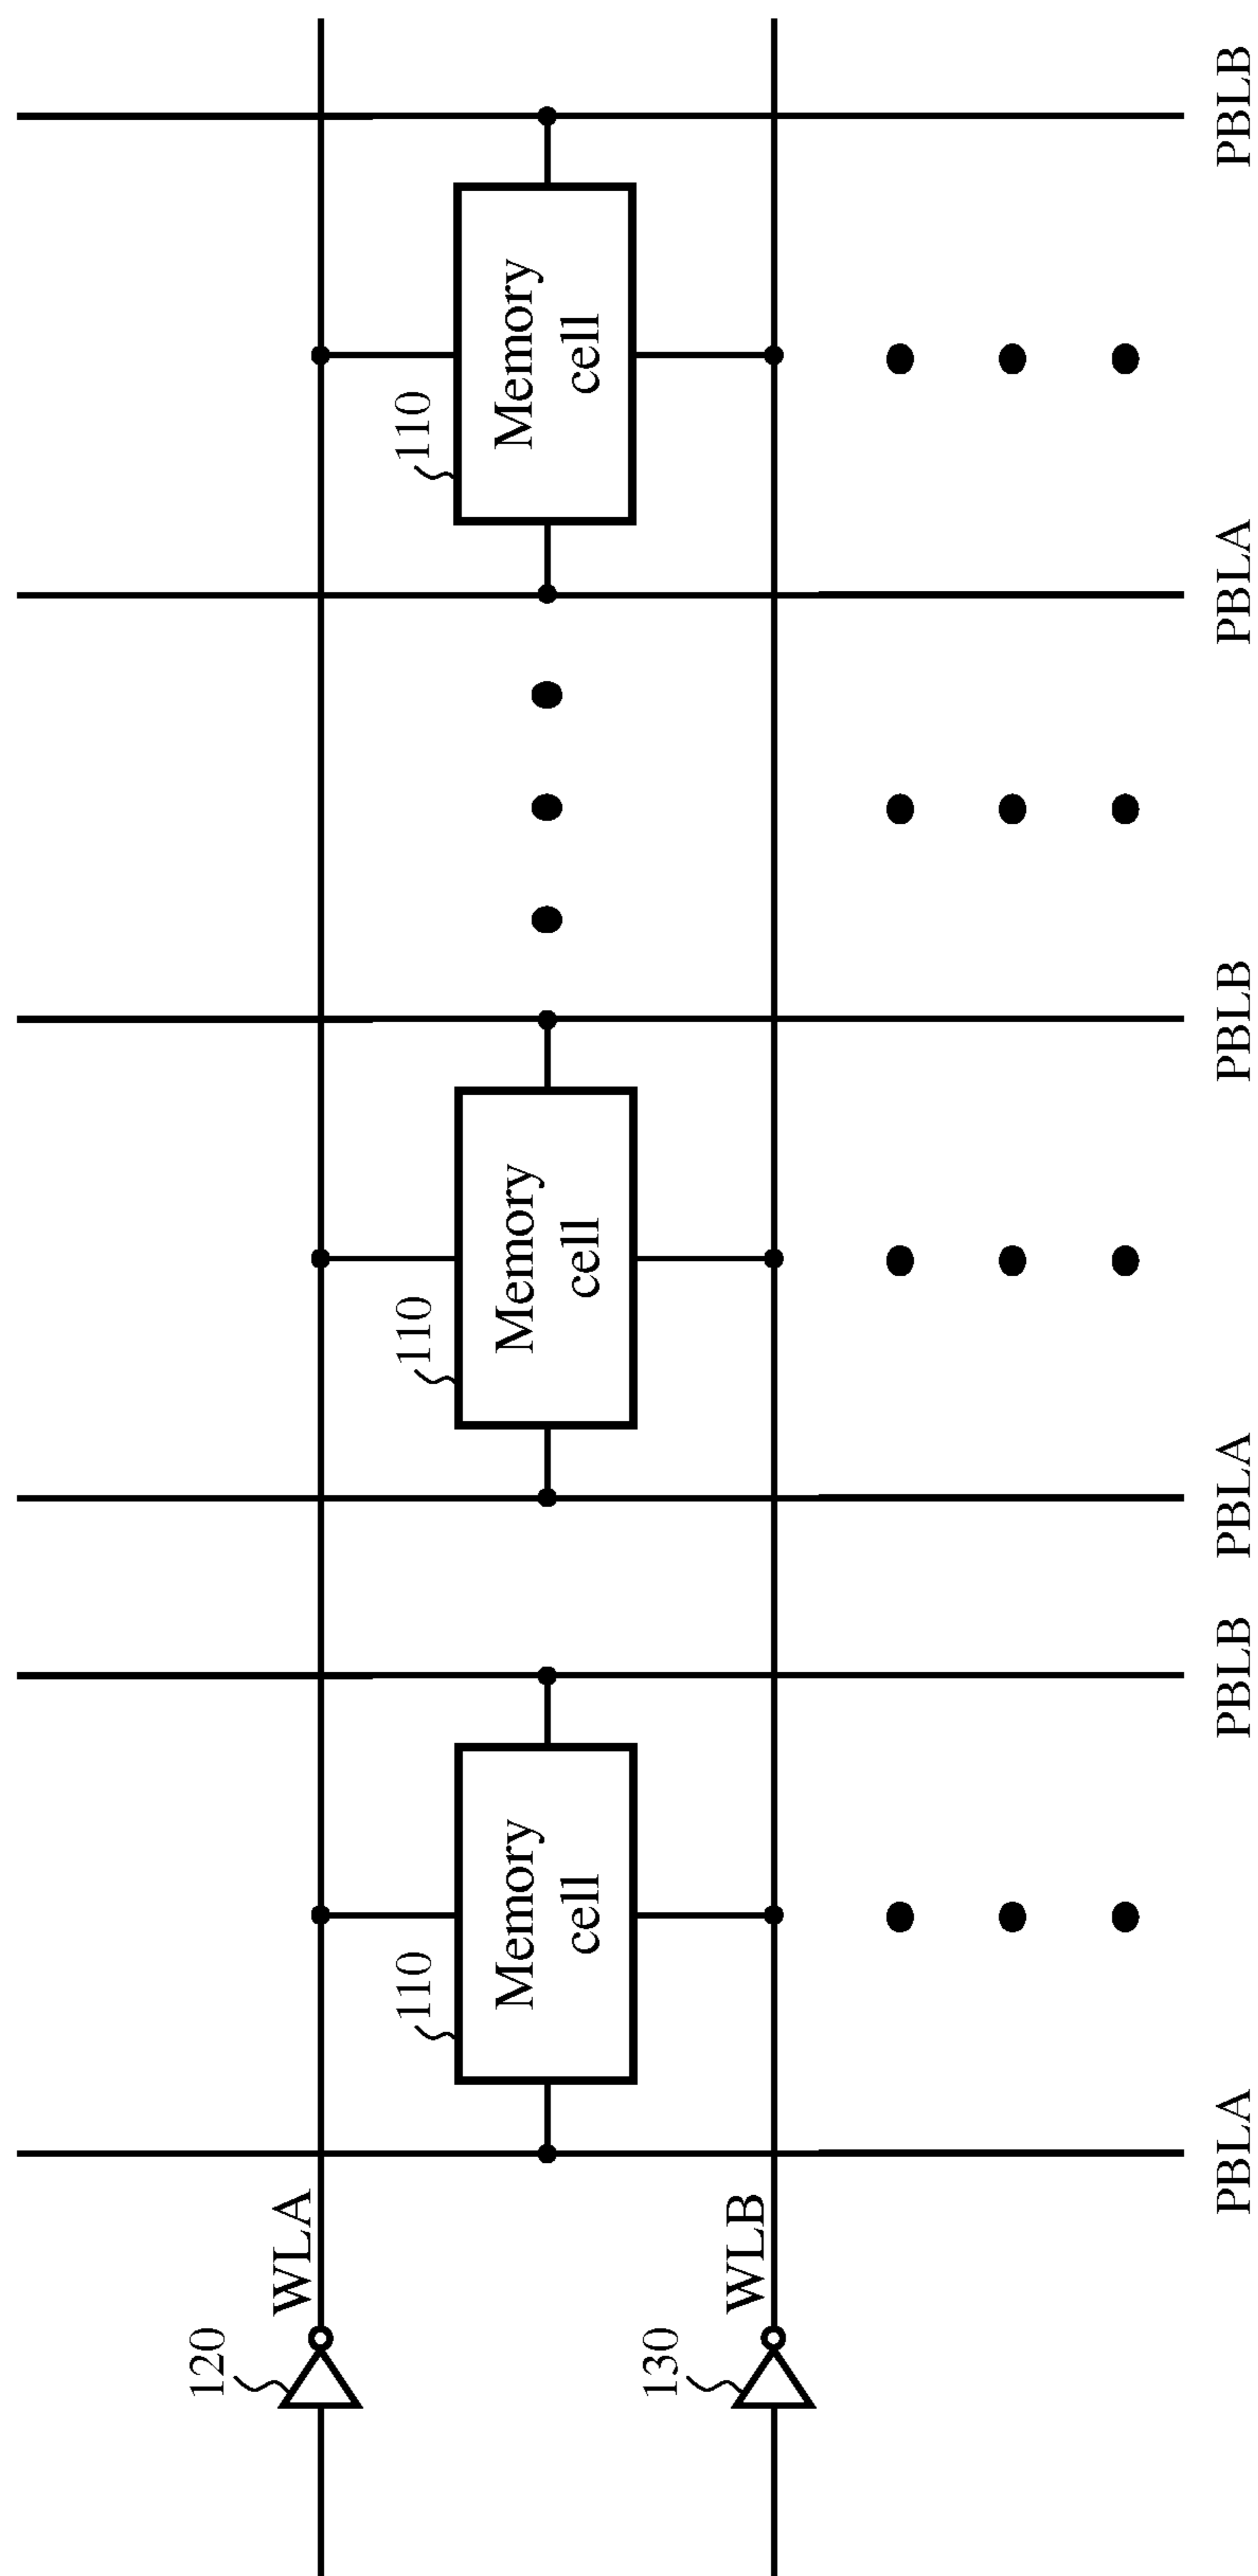 120
WLA
110
Memory
cell
110
Memory
cell
110
Memory
cell
130
WLB
PBLA
PBLB
PBLA
PBLB
PBLA
PBLB